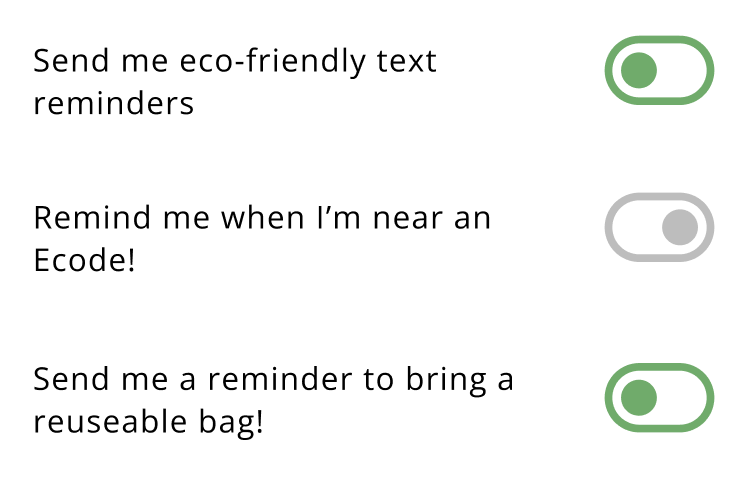 Send me eco-friendly text
reminders
Remind me when I’m near an
Ecode!
Send me a reminder to bring a
reuseable bag!